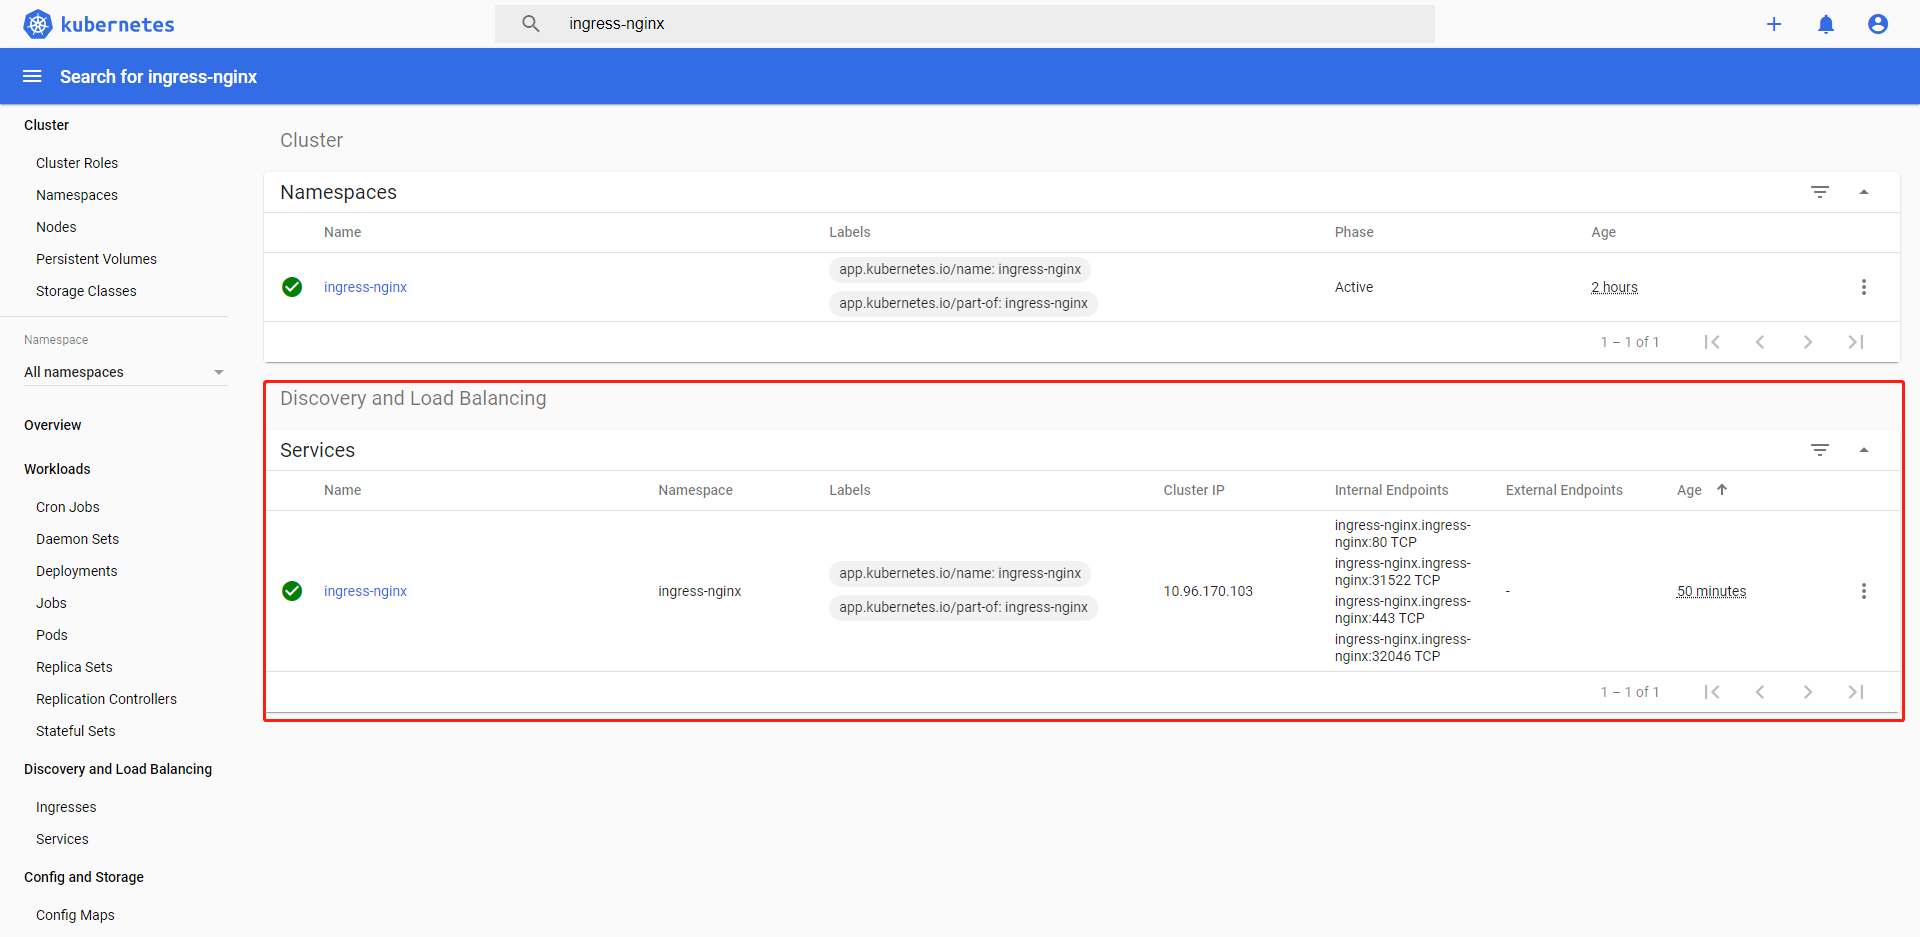 kubernetes
ingress-nginx
Search for ingress-nginx
Cluster
Cluster Roles
Namespaces
Nodes
Persistent Volumes
Storage Classes
Namespace
All namespaces
Overview
Workloads
Cron Jobs
Daemon Sets
Deployments
Jobs
Pods
Replica Sets
Replication Controllers
Stateful Sets
Discovery and Load Balancing
Ingresses
Services
Config and Storage
Config Maps
Cluster
Namespaces
Name Labels Phase Age
ingress-nginx
app.kubernetes.io/name: ingress-nginx
app.kubernetes.io/part-of: ingress-nginx
Active
2 hours
1 – 1 of 1
Discovery and Load Balancing
Services
Name Namespace Labels Cluster IP Internal Endpoints External Endpoints Age
ingress-nginx
ingress-nginx
app.kubernetes.io/name: ingress-nginx
app.kubernetes.io/part-of: ingress-nginx
10.96.170.103
ingress-nginx.ingress-
nginx:80 TCP
ingress-nginx.ingress-
nginx:31522 TCP
ingress-nginx.ingress-
nginx:443 TCP
ingress-nginx.ingress-
nginx:32046 TCP
-
50 minutes
1 – 1 of 1